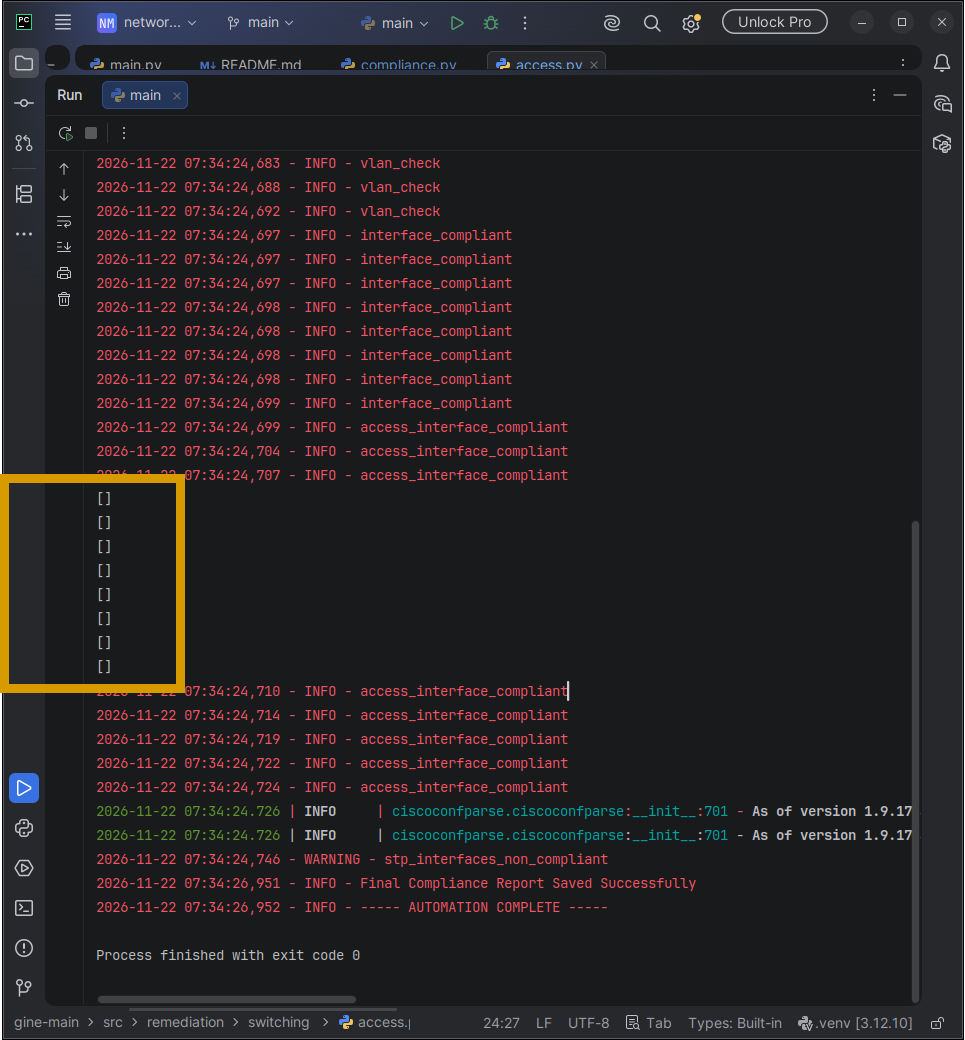 PC NM networ... main main Unlock Pro
main.py M↓ README.md compliance.py access.py
Run main
2026-11-22 07:34:24,683 - INFO - vlan_check
2026-11-22 07:34:24,688 - INFO - vlan_check
2026-11-22 07:34:24,692 - INFO - vlan_check
2026-11-22 07:34:24,697 - INFO - interface_compliant
2026-11-22 07:34:24,697 - INFO - interface_compliant
2026-11-22 07:34:24,697 - INFO - interface_compliant
2026-11-22 07:34:24,698 - INFO - interface_compliant
2026-11-22 07:34:24,698 - INFO - interface_compliant
2026-11-22 07:34:24,698 - INFO - interface_compliant
2026-11-22 07:34:24,698 - INFO - interface_compliant
2026-11-22 07:34:24,699 - INFO - interface_compliant
2026-11-22 07:34:24,699 - INFO - access_interface_compliant
2026-11-22 07:34:24,704 - INFO - access_interface_compliant
2026-11-22 07:34:24,707 - INFO - access_interface_compliant
[]
[]
[]
[]
[]
[]
[]
[]
2026-11-22 07:34:24,710 - INFO - access_interface_compliant
2026-11-22 07:34:24,714 - INFO - access_interface_compliant
2026-11-22 07:34:24,719 - INFO - access_interface_compliant
2026-11-22 07:34:24,722 - INFO - access_interface_compliant
2026-11-22 07:34:24,724 - INFO - access_interface_compliant
2026-11-22 07:34:24.726 | INFO | ciscoconfparse.ciscoconfparse:__init__:701 - As of version 1.9.17
2026-11-22 07:34:24.726 | INFO | ciscoconfparse.ciscoconfparse:__init__:701 - As of version 1.9.17
2026-11-22 07:34:24,746 - WARNING - stp_interfaces_non_compliant
2026-11-22 07:34:26,951 - INFO - Final Compliance Report Saved Successfully
2026-11-22 07:34:26,952 - INFO - ----- AUTOMATION COMPLETE -----
Process finished with exit code 0
gine-main > src > remediation > switching > access.p 24:27 LF UTF-8 Tab Types: Built-in .venv [3.12.10]